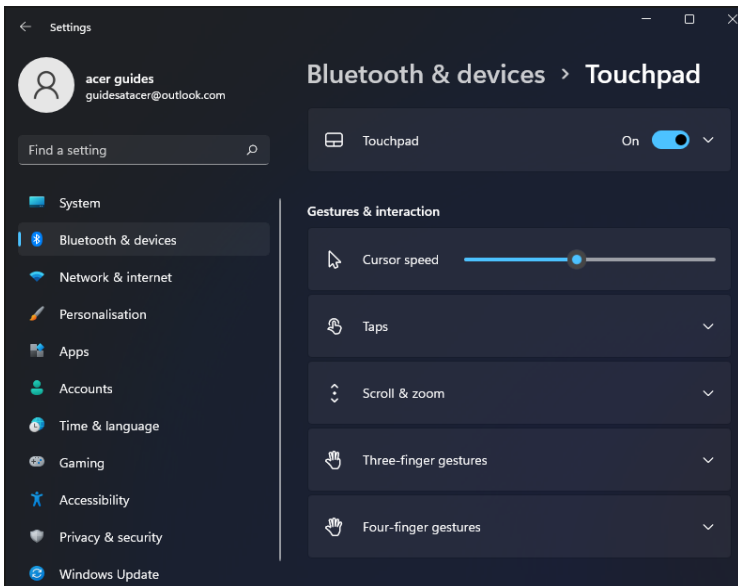 Settings
acer guides
guidesatacer@outlook.com
Find a setting
System
Bluetooth & devices
Network & internet
Personalisation
Apps
Accounts
Time & language
Gaming
Accessibility
Privacy & security
Windows Update
Bluetooth & devices > Touchpad
Touchpad On
Gestures & interaction
Cursor speed
Taps
Scroll & zoom
Three-finger gestures
Four-finger gestures